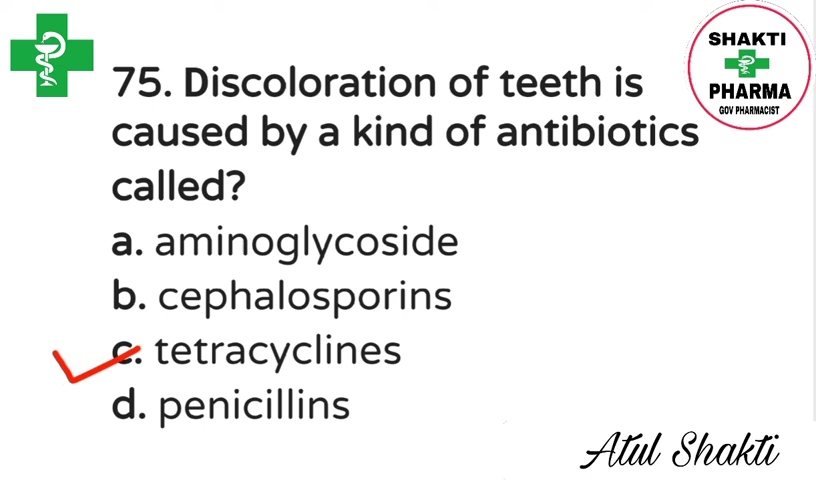 SHAKTI
PHARMA
GOV PHARMACIST
75. Discoloration of teeth is
caused by a kind of antibiotics
called?
a. aminoglycoside
b. cephalosporins
c. tetracyclines
d. penicillins
Atul Shakti